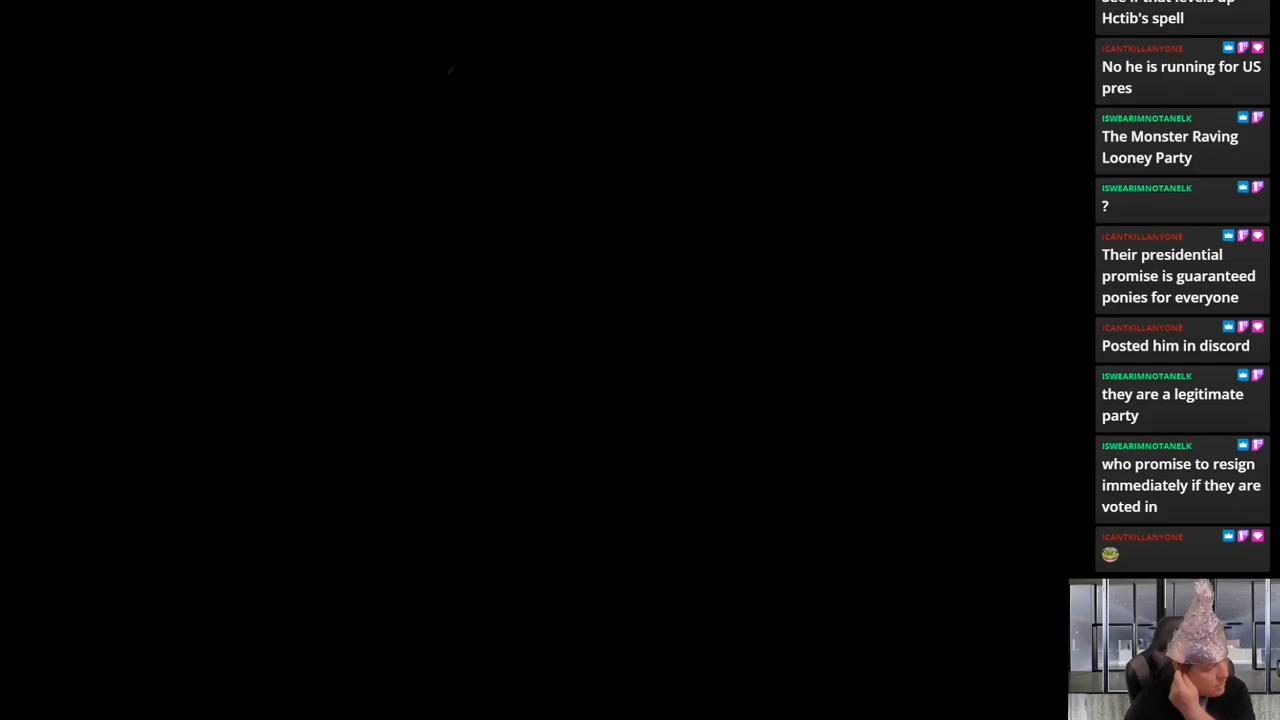 Hctib's spell
ICANTKILLANYONE
No he is running for US
pres
ISWEARIMNOTANELK
The Monster Raving
Looney Party
ISWEARIMNOTANELK
?
ICANTKILLANYONE
Their presidential
promise is guaranteed
ponies for everyone
ICANTKILLANYONE
Posted him in discord
ISWEARIMNOTANELK
they are a legitimate
party
ISWEARIMNOTANELK
who promise to resign
immediately if they are
voted in
ICANTKILLANYONE